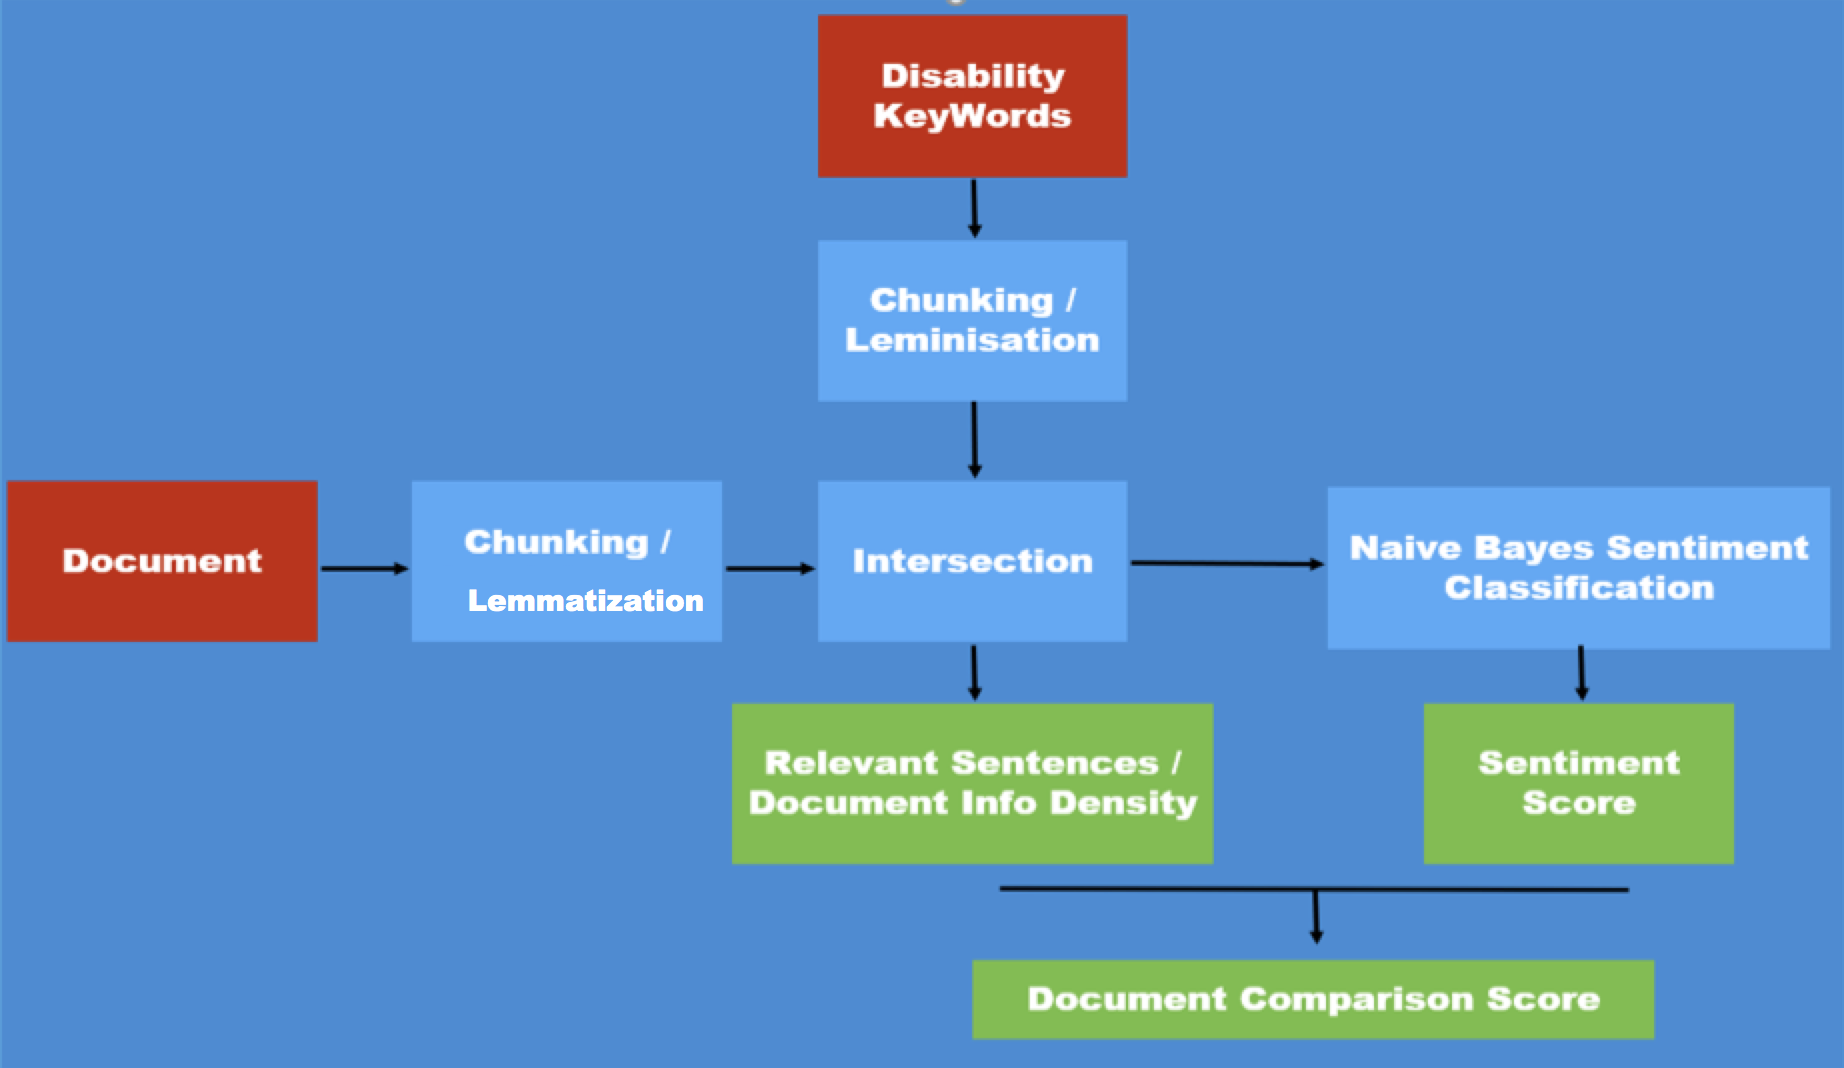 Disability
KeyWords
Chunking /
Leminisation
Document
Chunking /
Lemmatization
Intersection
Naive Bayes Sentiment
Classification
Relevant Sentences /
Document Info Density
Sentiment
Score
Document Comparison Score